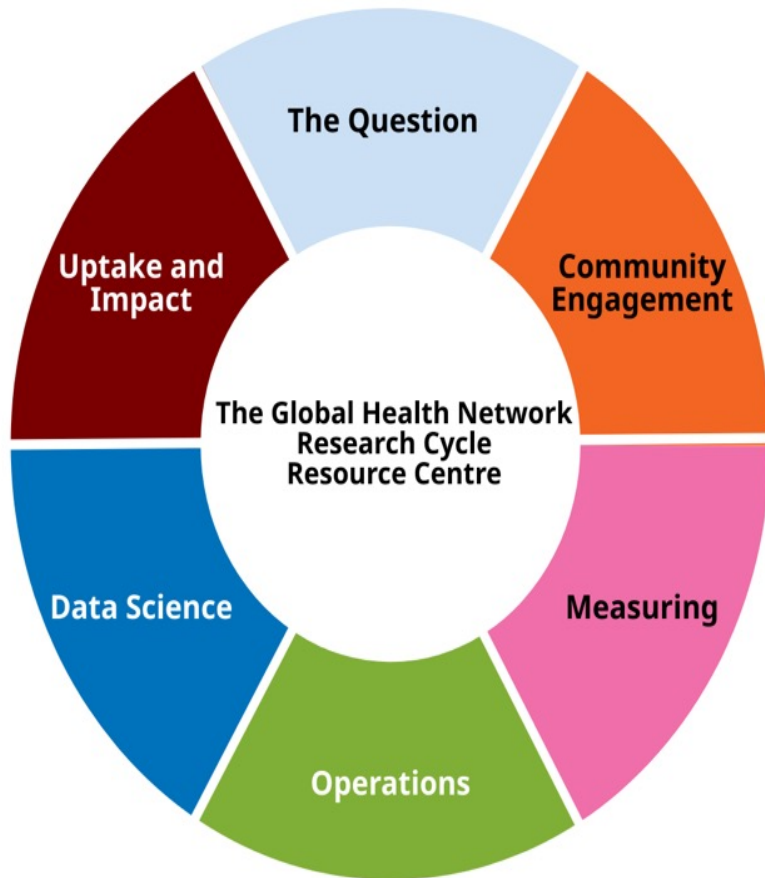 The Question
Community
Engagement
Measuring
Operations
Data Science
Uptake and
Impact
The Global Health Network
Research Cycle
Resource Centre